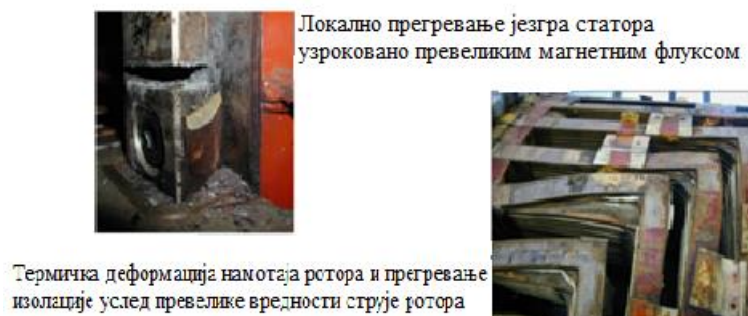 Локално прегревање језгра статора
узроковано превеликим магнетним флуксом
Термичка деформација намотаја ротора и прегревање
изолације услед превелике вредности струје ротора